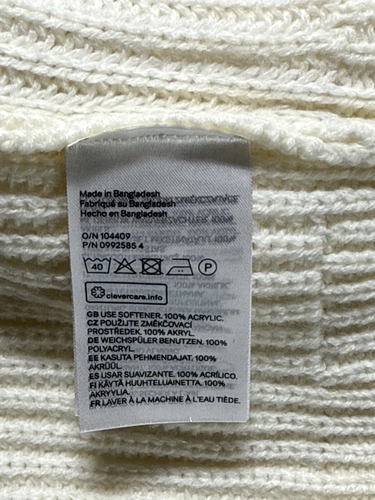 Made in Bangladesh
Fabriqué su Bangladesh
Hecho en Bangladesh
O/N 104409
P/N 0992585 4
40 P
clevercare.info
GB USE SOFTENER. 100% ACRYLIC.
CZ POUŽIJTE ZMĚKČOVACÍ
PROSTŘEDEK. 100% AKRYL.
DE WEICHSPÜLER BENUTZEN. 100%
POLYACRYL.
EE KASUTA PEHMENDAJAT. 100%
AKRÜÜL.
ES USAR SUAVIZANTE. 100% ACRÍLICO.
FI KÄYTÄ HUUHTELUAINETTA. 100%
AKRYYLIA.
FR LAVER À LA MACHINE À L'EAU TIÈDE.